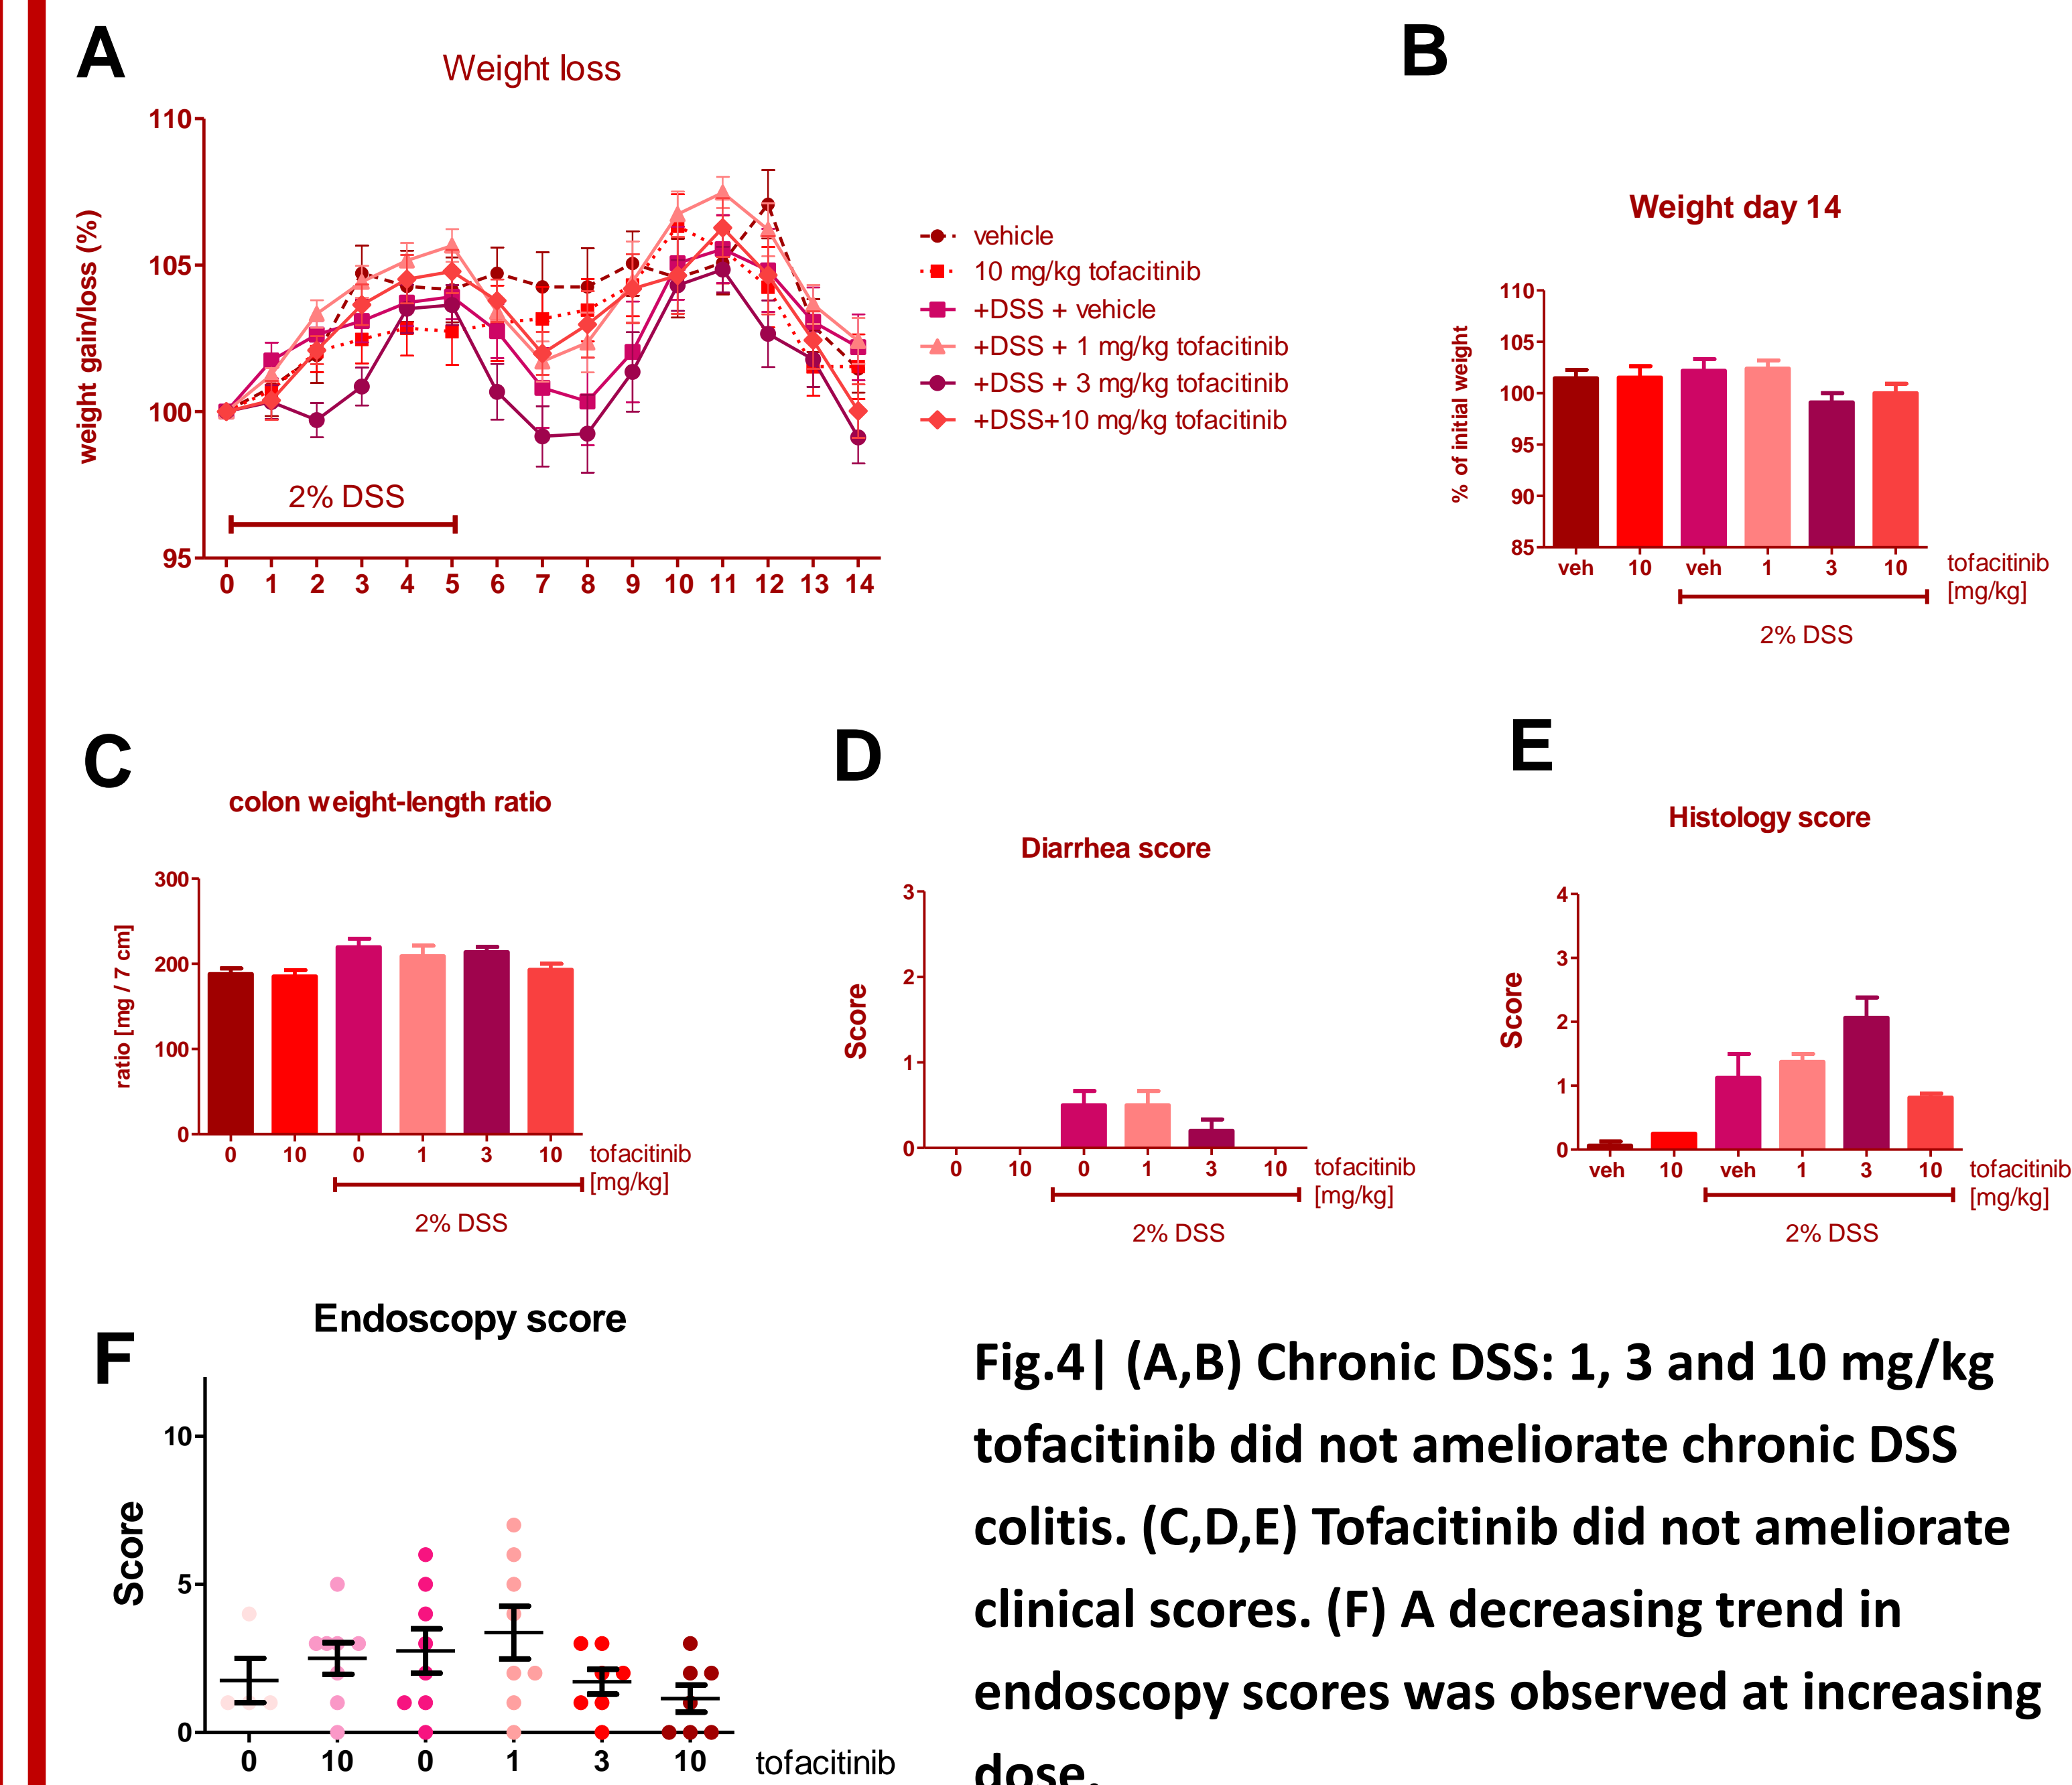 A
Weight loss
110
105
100
95
weight gain/loss (%)
2% DSS
0 1 2 3 4 5 6 7 8 9 10 11 12 13 14
vehicle
10 mg/kg tofacitinib
+DSS + vehicle
+DSS + 1 mg/kg tofacitinib
+DSS + 3 mg/kg tofacitinib
+DSS+10 mg/kg tofacitinib
B
Weight day 14
110
105
100
95
90
85
% of initial weight
veh 10 veh 1 3 10
tofacitinib
[mg/kg]
2% DSS
C
colon weight-length ratio
300
200
100
0
ratio [mg / 7 cm]
0 10 0 1 3 10
tofacitinib
[mg/kg]
2% DSS
D
Diarrhea score
3
2
1
0
Score
0 10 0 1 3 10
tofacitinib
[mg/kg]
2% DSS
E
Histology score
4
3
2
1
0
Score
veh 10 veh 1 3 10
tofacitinib
[mg/kg]
2% DSS
F
Endoscopy score
10
5
0
Score
0 10 0 1 3 10
tofacitinib
Fig.4| (A,B) Chronic DSS: 1, 3 and 10 mg/kg
tofacitinib did not ameliorate chronic DSS
colitis. (C,D,E) Tofacitinib did not ameliorate
clinical scores. (F) A decreasing trend in
endoscopy scores was observed at increasing
dose.